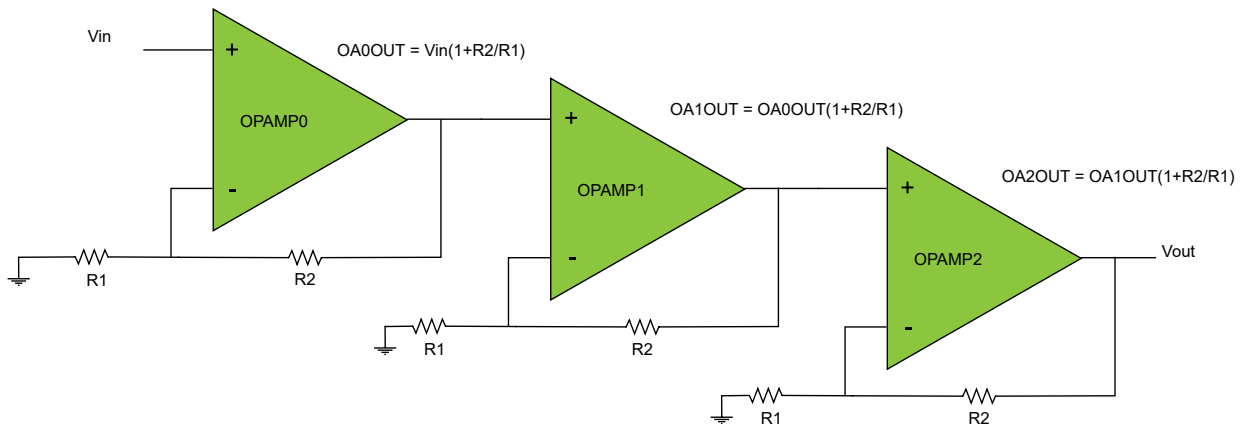 Vin
+
OA0OUT = Vin(1+R2/R1)
OPAMP0
-
R1
R2
+
OA1OUT = OA0OUT(1+R2/R1)
OPAMP1
-
R1
R2
+
OA2OUT = OA1OUT(1+R2/R1)
OPAMP2
Vout
-
R1
R2